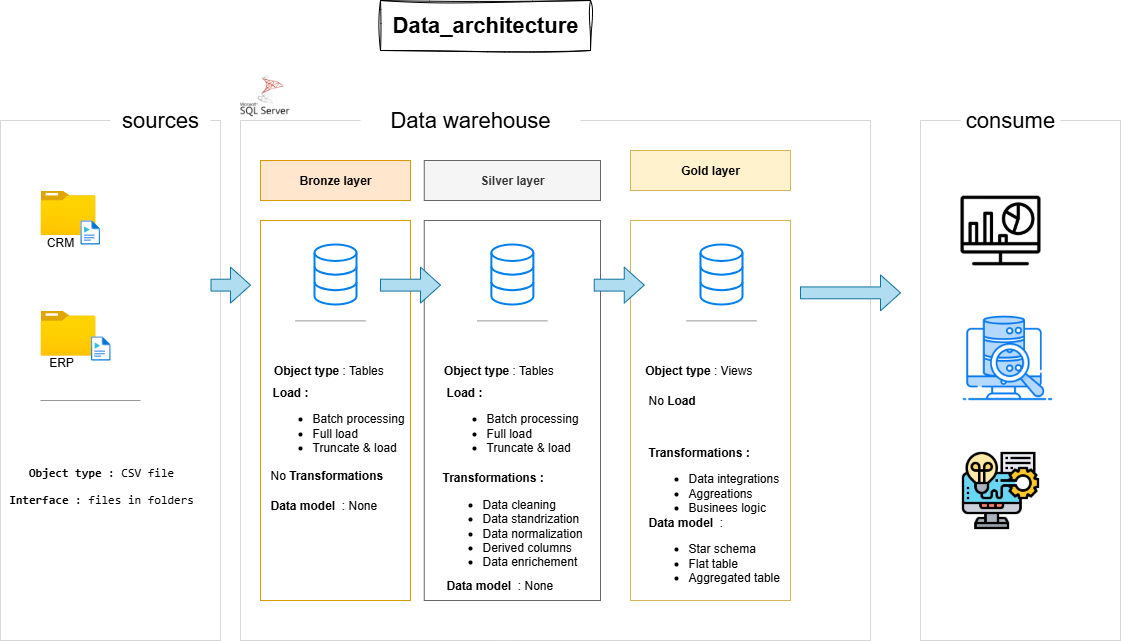 Data_architecture
Microsoft
SQL Server
sources
Data warehouse
consume
Bronze layer
Silver layer
Gold layer
CRM
ERP
Object type : CSV file
Interface : files in folders
Object type : Tables
Load :
Batch processing
Full load
Truncate & load
No Transformations
Data model : None
Object type : Tables
Load :
Batch processing
Full load
Truncate & load
Transformations :
Data cleaning
Data standrization
Data normalization
Derived columns
Data enrichement
Data model : None
Object type : Views
No Load
Transformations :
Data integrations
Aggreations
Businees logic
Data model :
Star schema
Flat table
Aggregated table